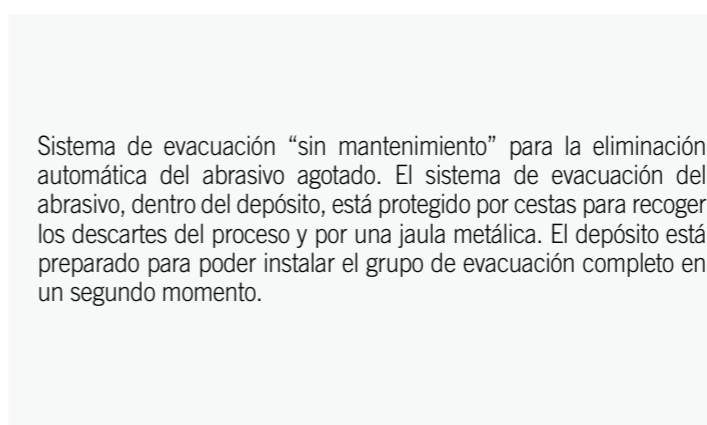 Sistema de evacuación “sin mantenimiento” para la eliminación
automática del abrasivo agotado. El sistema de evacuación del
abrasivo, dentro del depósito, está protegido por cestas para recoger
los descartes del proceso y por una jaula metálica. El depósito está
preparado para poder instalar el grupo de evacuación completo en
un segundo momento.